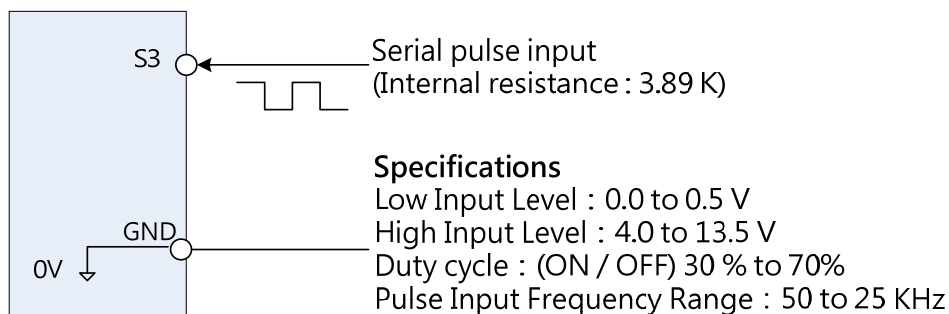 S3
Serial pulse input
(Internal resistance : 3.89 K)
Specifications
Low Input Level : 0.0 to 0.5 V
High Input Level : 4.0 to 13.5 V
Duty cycle : (ON / OFF) 30 % to 70%
Pulse Input Frequency Range : 50 to 25 KHz
GND
0V